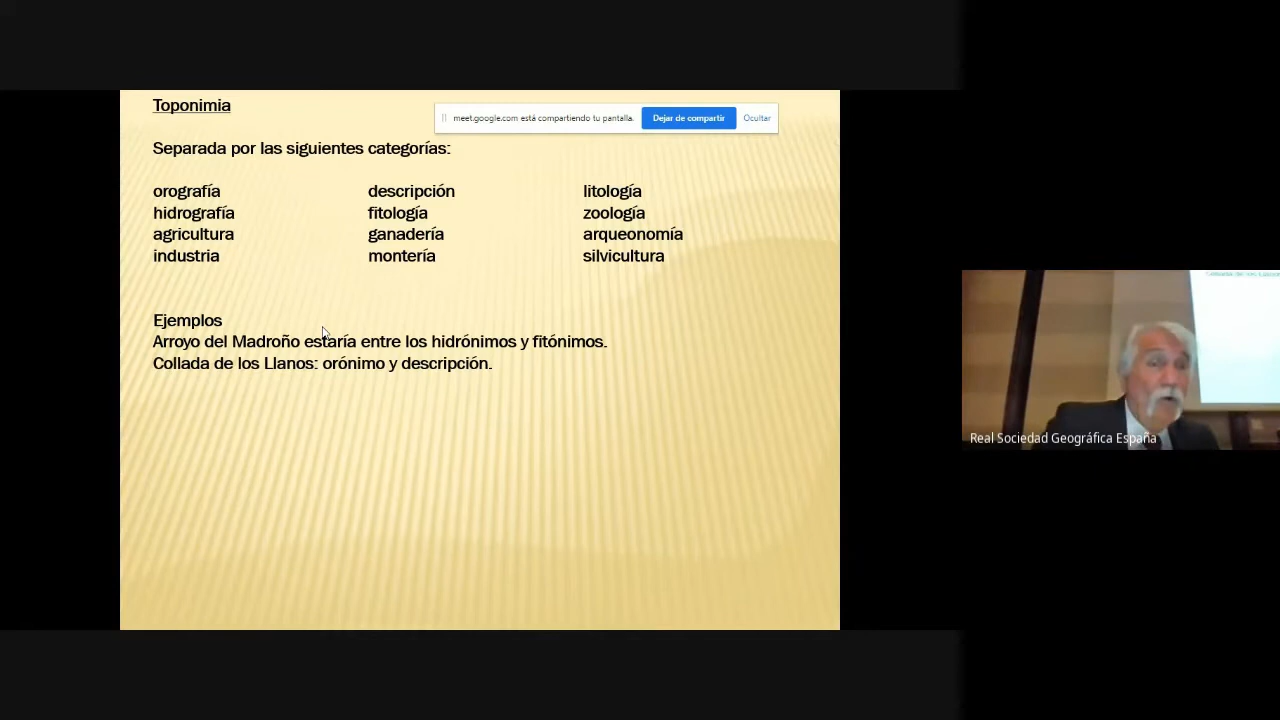 Toponimia
meet.google.com está compartiendo tu pantalla.
Dejar de compartir
Ocultar
Separada por las siguientes categorías:
orografía descripción litología
hidrografía fitología zoología
agricultura ganadería arqueonomía
industria montería silvicultura
Ejemplos
Arroyo del Madroño estaría entre los hidrónimos y fitónimos.
Collada de los Llanos: orónimo y descripción.
Real Sociedad Geográfica España